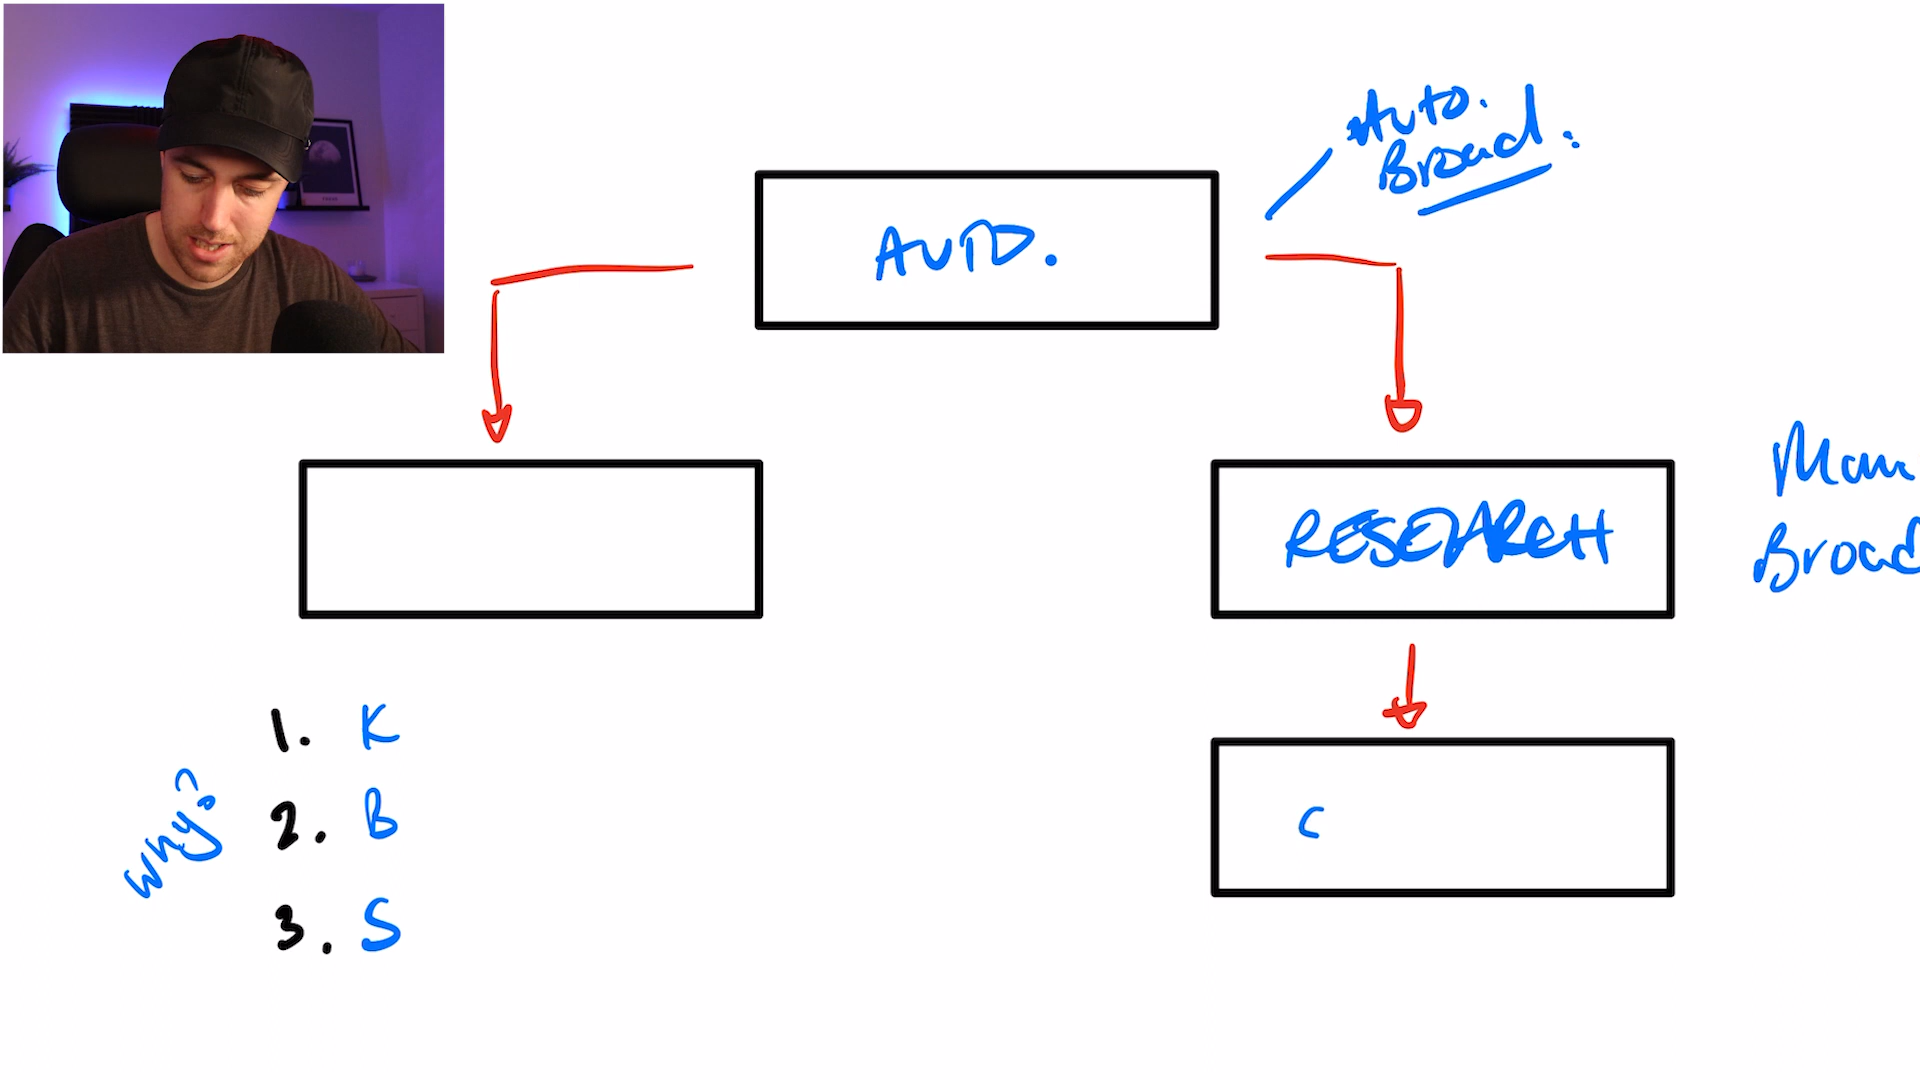 Auto.
Broad.
AUTO.
RESEARCH
Man
Broad
1. K
Why?
2. B
3. S
C